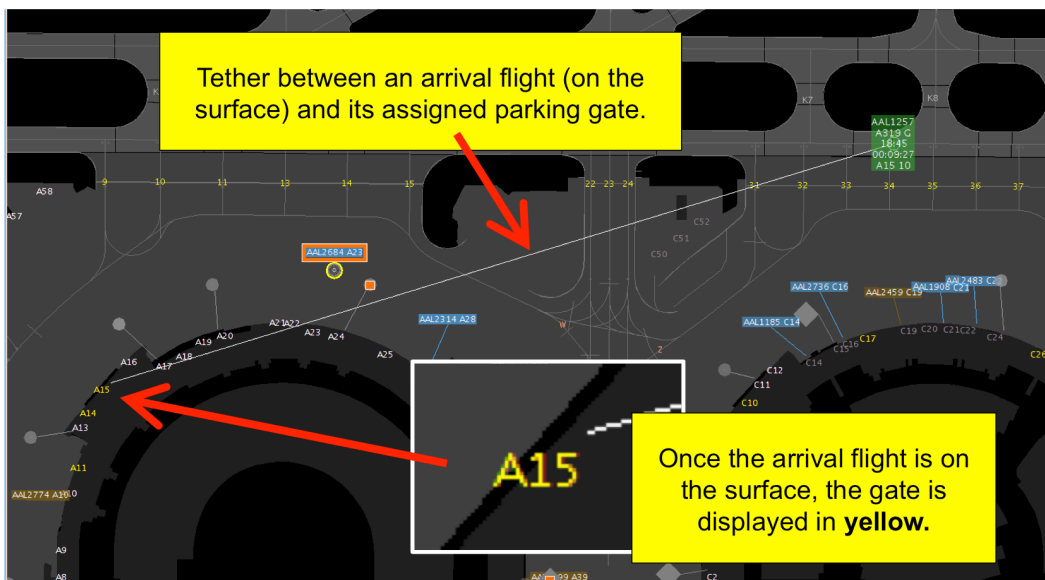 Tether between an arrival flight (on the
surface) and its assigned parking gate.
K
K7
K8
AAL1257
A319 G
18:45
00:09:27
A15 10
A58
9
10
11
13
14
15
22
23
24
31
32
33
34
35
36
37
A57
C52
C51
C50
AAL2684 A23
AAL2736 C16
AAL2459 C19
AAL1908 C21
AAL2483 C2
AAL2314 A28
AAL1185 C14
W
Z
A21
A22
A23
A24
A25
A20
A19
A18
A17
A16
A15
A14
A13
A11
C17
C16
C15
C14
C19
C20
C21
C22
C24
C26
C12
C11
C10
A15
Once the arrival flight is on
the surface, the gate is
displayed in yellow.
AAL2774
A9
A8
A39
C2